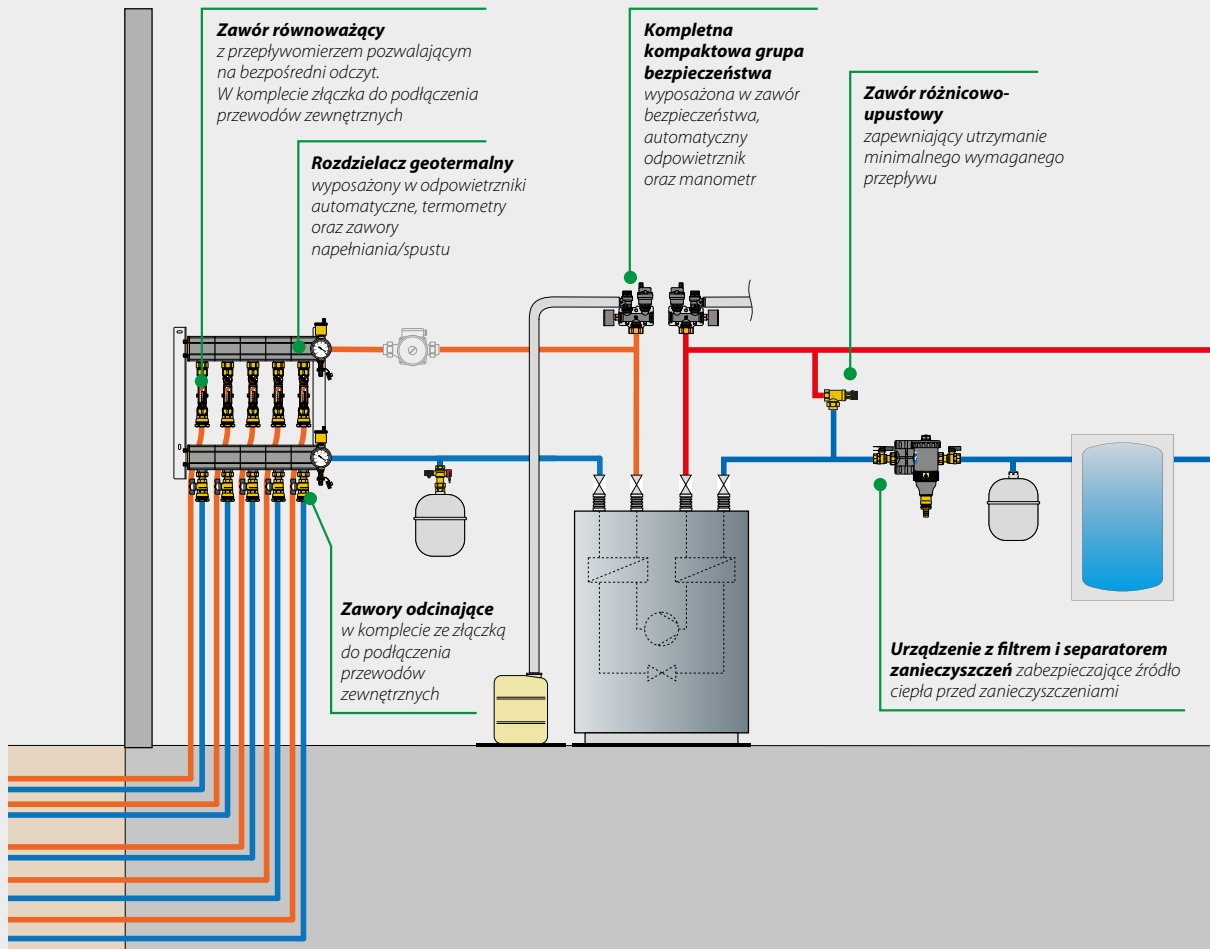 Zawór równoważący
z przepływomierzem pozwalającym
na bezpośredni odczyt.
W komplecie złączka do podłączenia
przewodów zewnętrznych
Rozdzielacz geotermalny
wyposażony w odpowietrzniki
automatyczne, termometry
oraz zawory
napełniania/spustu
Kompletna
kompaktowa grupa
bezpieczeństwa
wyposażona w zawór
bezpieczeństwa,
automatyczny
odpowietrznik
oraz manometr
Zawór różnicowo-
upustowy
zapewniający utrzymanie
minimalnego wymaganego
przepływu
Zawory odcinające
w komplecie ze złączką
do podłączenia
przewodów
zewnętrznych
Urządzenie z filtrem i separatorem
zanieczyszczeń zabezpieczające źródło
ciepła przed zanieczyszczeniami